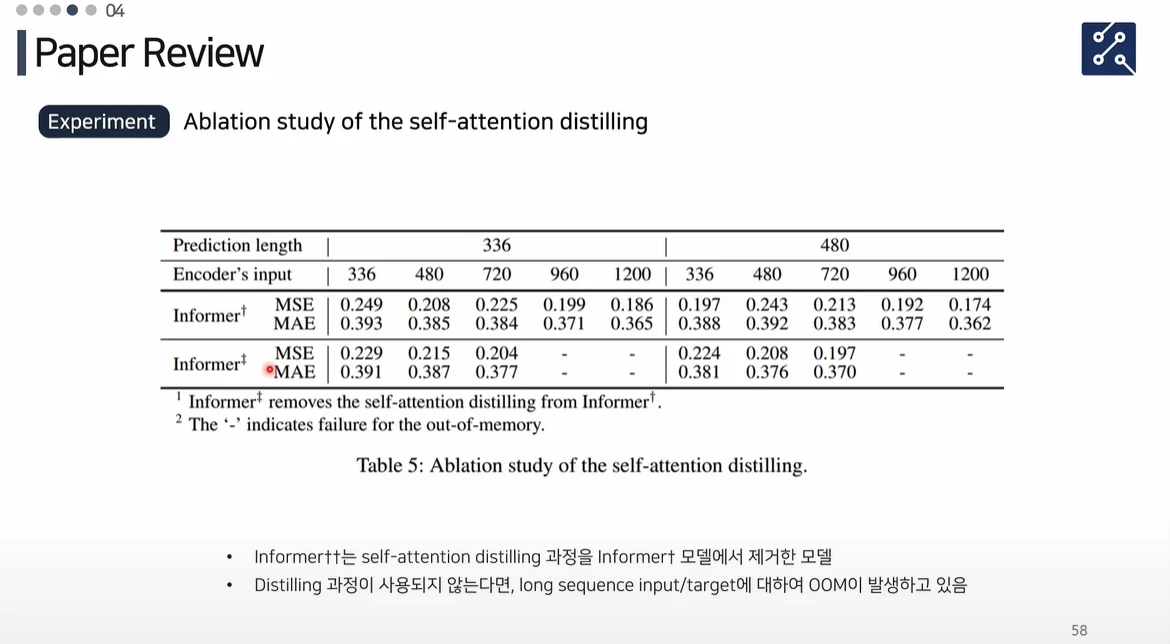 04
Paper Review
Experiment Ablation study of the self-attention distilling
Prediction length | 336 | 480
Encoder's input | 336 480 720 960 1200 | 336 480 720 960 1200
Informer† MSE 0.249 0.208 0.225 0.199 0.186 0.197 0.243 0.213 0.192 0.174
MAE 0.393 0.385 0.384 0.371 0.365 0.388 0.392 0.383 0.377 0.362
Informer‡ MSE 0.229 0.215 0.204 - - 0.224 0.208 0.197 - -
MAE 0.391 0.387 0.377 - - 0.381 0.376 0.370 - -
1 Informer‡ removes the self-attention distilling from Informer†.
2 The ‘-’ indicates failure for the out-of-memory.
Table 5: Ablation study of the self-attention distilling.
• Informer††는 self-attention distilling 과정을 Informer† 모델에서 제거한 모델
• Distilling 과정이 사용되지 않는다면, long sequence input/target에 대하여 OOM이 발생하고 있음
58